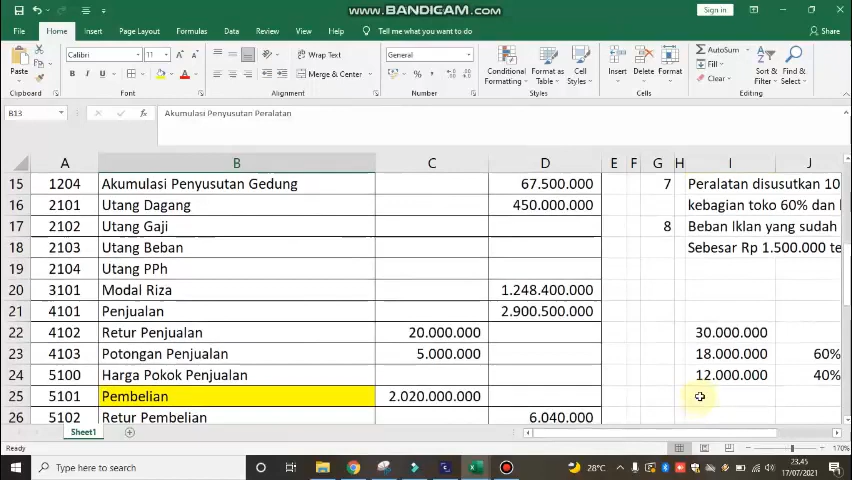 WWW.BANDICAM.COM
Sign in
File Home Insert Page Layout Formulas Data Review View Help Tell me what you want to do Share
Calibri 11 Wrap Text General AutoSum
Paste Merge & Center Conditional Formatting Format as Table Cell Styles Insert Delete Format Fill Clear Sort & Filter Find & Select
Clipboard Font Alignment Number Styles Cells Editing
B13 fx Akumulasi Penyusutan Peralatan
A B C D E F G H I J
15 1204 Akumulasi Penyusutan Gedung 67.500.000 7 Peralatan disusutkan 10
16 2101 Utang Dagang 450.000.000 kebagian toko 60% dan
17 2102 Utang Gaji 8 Beban Iklan yang sudah
18 2103 Utang Beban Sebesar Rp 1.500.000
19 2104 Utang PPh
20 3101 Modal Riza 1.248.400.000
21 4101 Penjualan 2.900.500.000
22 4102 Retur Penjualan 20.000.000 30.000.000
23 4103 Potongan Penjualan 5.000.000 18.000.000 60%
24 5100 Harga Pokok Penjualan 12.000.000 40%
25 5101 Pembelian 2.020.000.000
26 5102 Retur Pembelian 6.040.000
Sheet1
Ready 170%
Type here to search 28°C 23.45
17/07/2021